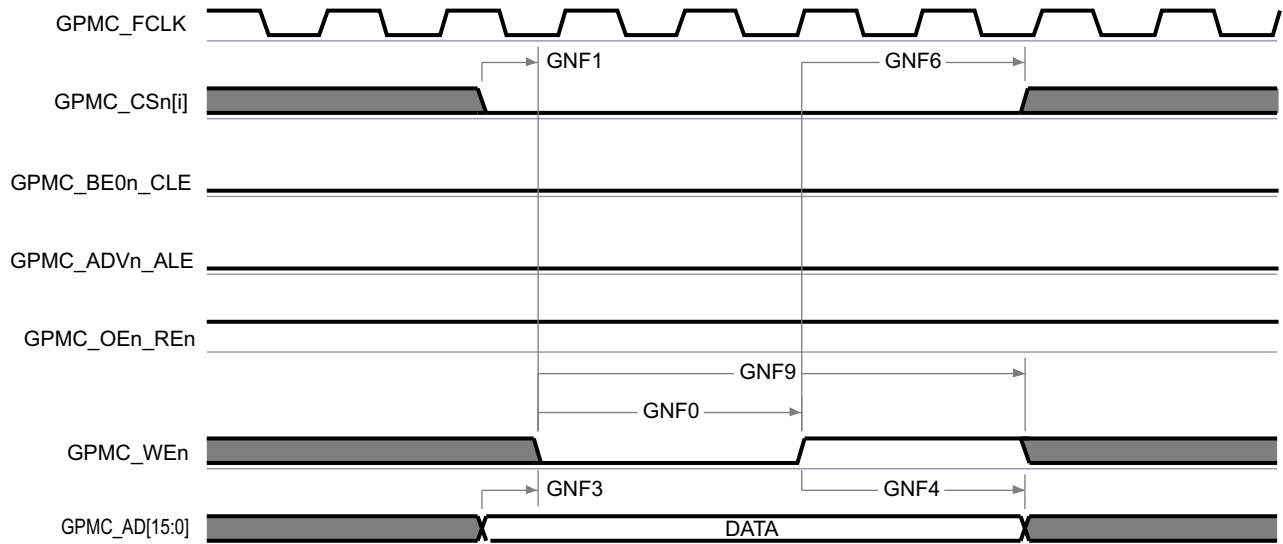 GPMC_FCLK
GNF1
GNF6
GPMC_CSn[i]
GPMC_BE0n_CLE
GPMC_ADVn_ALE
GPMC_OEn_REn
GNF9
GNF0
GPMC_WEn
GNF3
GNF4
GPMC_AD[15:0]
DATA